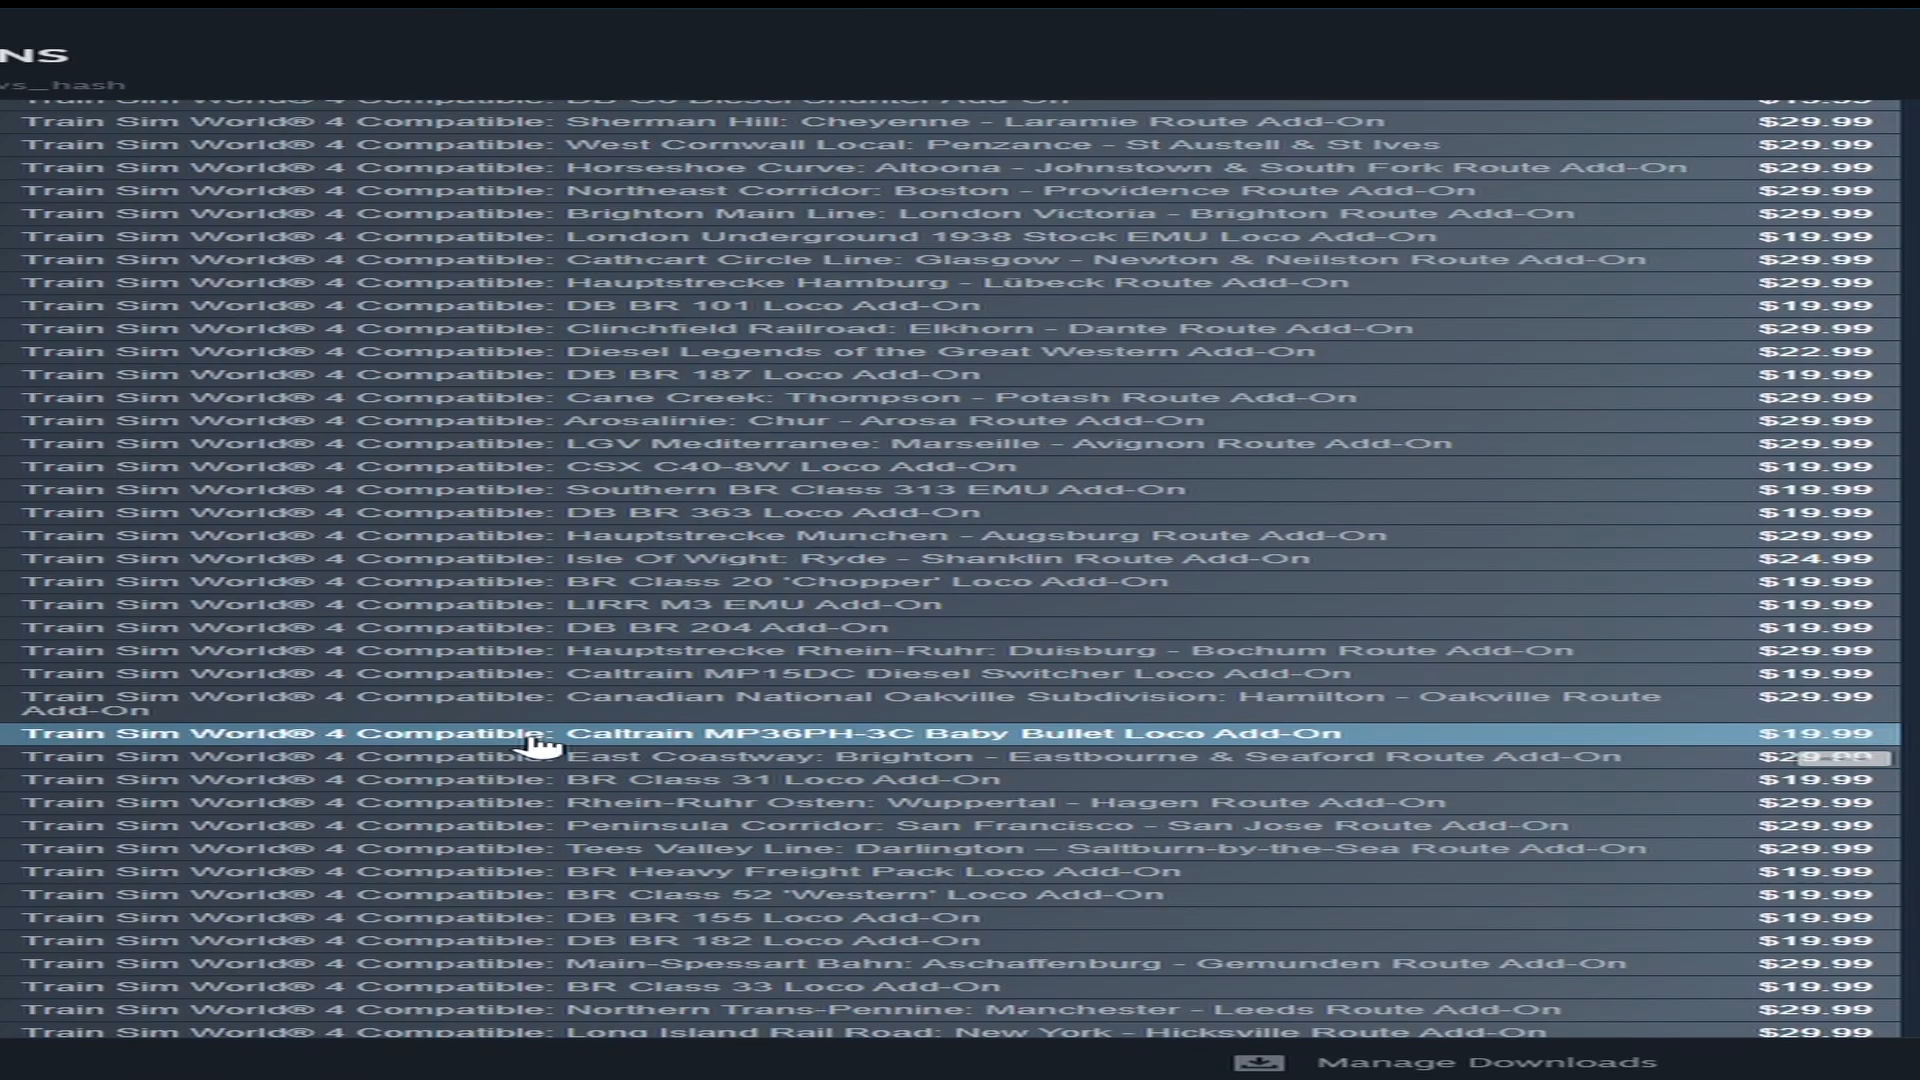 NS
vs_hash
Train Sim World® 4 Compatible: DB G6 Diesel Shunter Add-On $19.99
Train Sim World® 4 Compatible: Sherman Hill: Cheyenne - Laramie Route Add-On $29.99
Train Sim World® 4 Compatible: West Cornwall Local: Penzance - St Austell & St Ives $29.99
Train Sim World® 4 Compatible: Horseshoe Curve: Altoona - Johnstown & South Fork Route Add-On $29.99
Train Sim World® 4 Compatible: Northeast Corridor: Boston - Providence Route Add-On $29.99
Train Sim World® 4 Compatible: Brighton Main Line: London Victoria - Brighton Route Add-On $29.99
Train Sim World® 4 Compatible: London Underground 1938 Stock EMU Loco Add-On $19.99
Train Sim World® 4 Compatible: Cathcart Circle Line: Glasgow - Newton & Neilston Route Add-On $29.99
Train Sim World® 4 Compatible: Hauptstrecke Hamburg - Lübeck Route Add-On $29.99
Train Sim World® 4 Compatible: DB BR 101 Loco Add-On $19.99
Train Sim World® 4 Compatible: Clinchfield Railroad: Elkhorn - Dante Route Add-On $29.99
Train Sim World® 4 Compatible: Diesel Legends of the Great Western Add-On $22.99
Train Sim World® 4 Compatible: DB BR 187 Loco Add-On $19.99
Train Sim World® 4 Compatible: Cane Creek: Thompson - Potash Route Add-On $29.99
Train Sim World® 4 Compatible: Arosalinie: Chur - Arosa Route Add-On $29.99
Train Sim World® 4 Compatible: LGV Mediterranee: Marseille - Avignon Route Add-On $29.99
Train Sim World® 4 Compatible: CSX C40-8W Loco Add-On $19.99
Train Sim World® 4 Compatible: Southern BR Class 313 EMU Add-On $19.99
Train Sim World® 4 Compatible: DB BR 363 Loco Add-On $19.99
Train Sim World® 4 Compatible: Hauptstrecke Munchen - Augsburg Route Add-On $29.99
Train Sim World® 4 Compatible: Isle Of Wight: Ryde - Shanklin Route Add-On $24.99
Train Sim World® 4 Compatible: BR Class 20 'Chopper' Loco Add-On $19.99
Train Sim World® 4 Compatible: LIRR M3 EMU Add-On $19.99
Train Sim World® 4 Compatible: DB BR 204 Add-On $19.99
Train Sim World® 4 Compatible: Hauptstrecke Rhein-Ruhr: Duisburg - Bochum Route Add-On $29.99
Train Sim World® 4 Compatible: Caltrain MP15DC Diesel Switcher Loco Add-On $19.99
Train Sim World® 4 Compatible: Canadian National Oakville Subdivision: Hamilton - Oakville Route $29.99
Add-On
Train Sim World® 4 Compatible: Caltrain MP36PH-3C Baby Bullet Loco Add-On $19.99
Train Sim World® 4 Compatible: East Coastway: Brighton - Eastbourne & Seaford Route Add-On $29.99
Train Sim World® 4 Compatible: BR Class 31 Loco Add-On $19.99
Train Sim World® 4 Compatible: Rhein-Ruhr Osten: Wuppertal - Hagen Route Add-On $29.99
Train Sim World® 4 Compatible: Peninsula Corridor: San Francisco - San Jose Route Add-On $29.99
Train Sim World® 4 Compatible: Tees Valley Line: Darlington – Saltburn-by-the-Sea Route Add-On $29.99
Train Sim World® 4 Compatible: BR Heavy Freight Pack Loco Add-On $19.99
Train Sim World® 4 Compatible: BR Class 52 'Western' Loco Add-On $19.99
Train Sim World® 4 Compatible: DB BR 155 Loco Add-On $19.99
Train Sim World® 4 Compatible: DB BR 182 Loco Add-On $19.99
Train Sim World® 4 Compatible: Main-Spessart Bahn: Aschaffenburg - Gemunden Route Add-On $29.99
Train Sim World® 4 Compatible: BR Class 33 Loco Add-On $19.99
Train Sim World® 4 Compatible: Northern Trans-Pennine: Manchester - Leeds Route Add-On $29.99
Train Sim World® 4 Compatible: Long Island Rail Road: New York - Hicksville Route Add-On $29.99
Manage Downloads